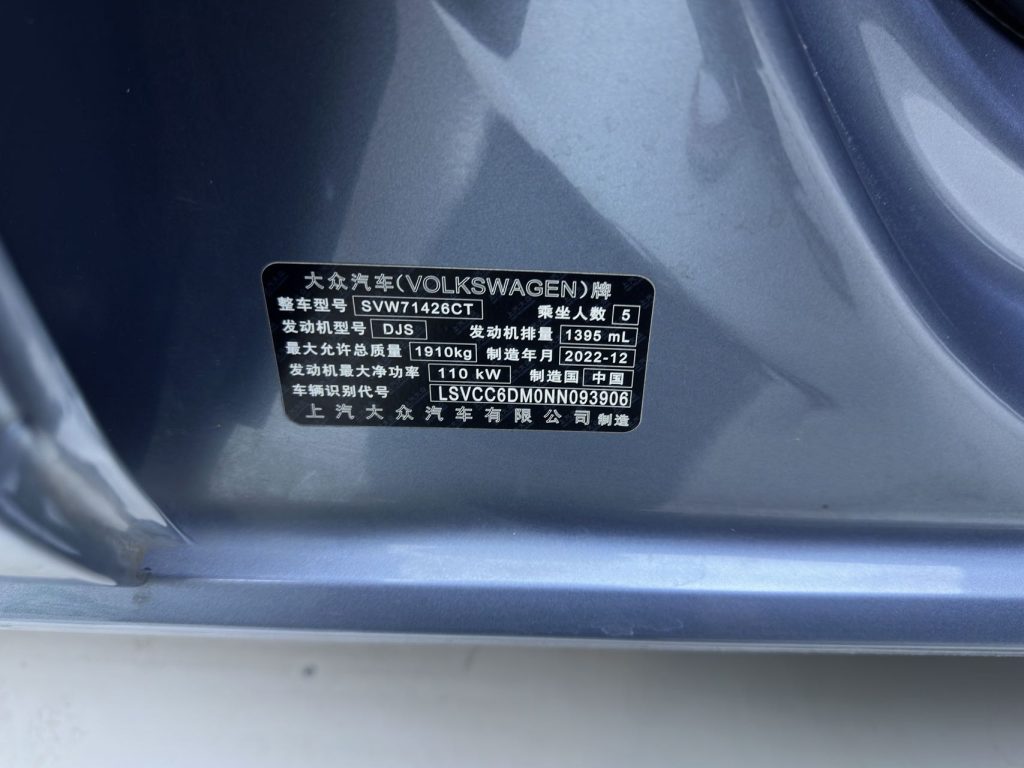 大众汽车(VOLKSWAGEN)牌
整车型号 SVW71426CT 乘坐人数 5
发动机型号 DJS 发动机排量 1395 mL
最大允许总质量 1910kg 制造年月 2022-12
发动机最大净功率 110 kW 制造国 中国
车辆识别代号 LSVCC6DM0NN093906
上汽大众汽车有限公司 制造